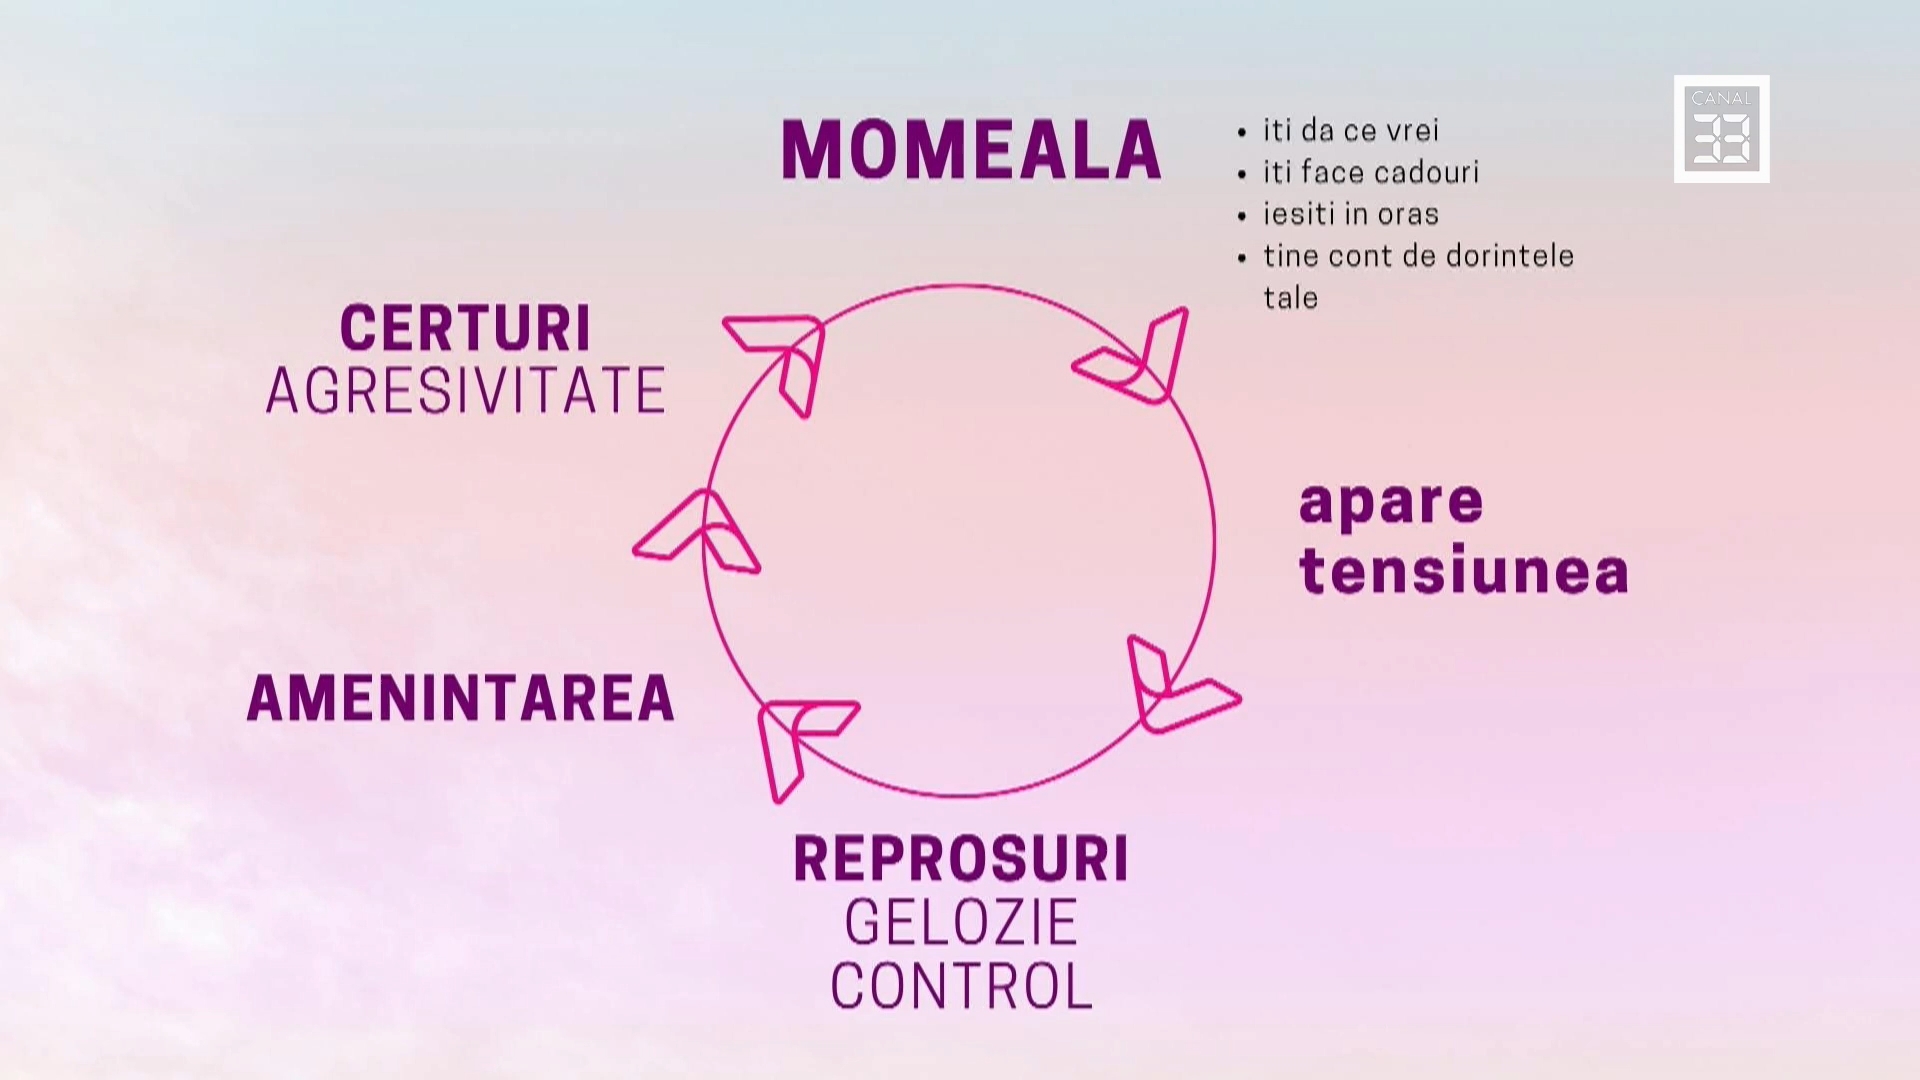 CANAL
33
MOMEALA
• iti da ce vrei
• iti face cadouri
• iesiti in oras
• tine cont de dorintele
tale
CERTURI
AGRESIVITATE
apare
tensiunea
AMENINTAREA
REPROSURI
GELOZIE
CONTROL